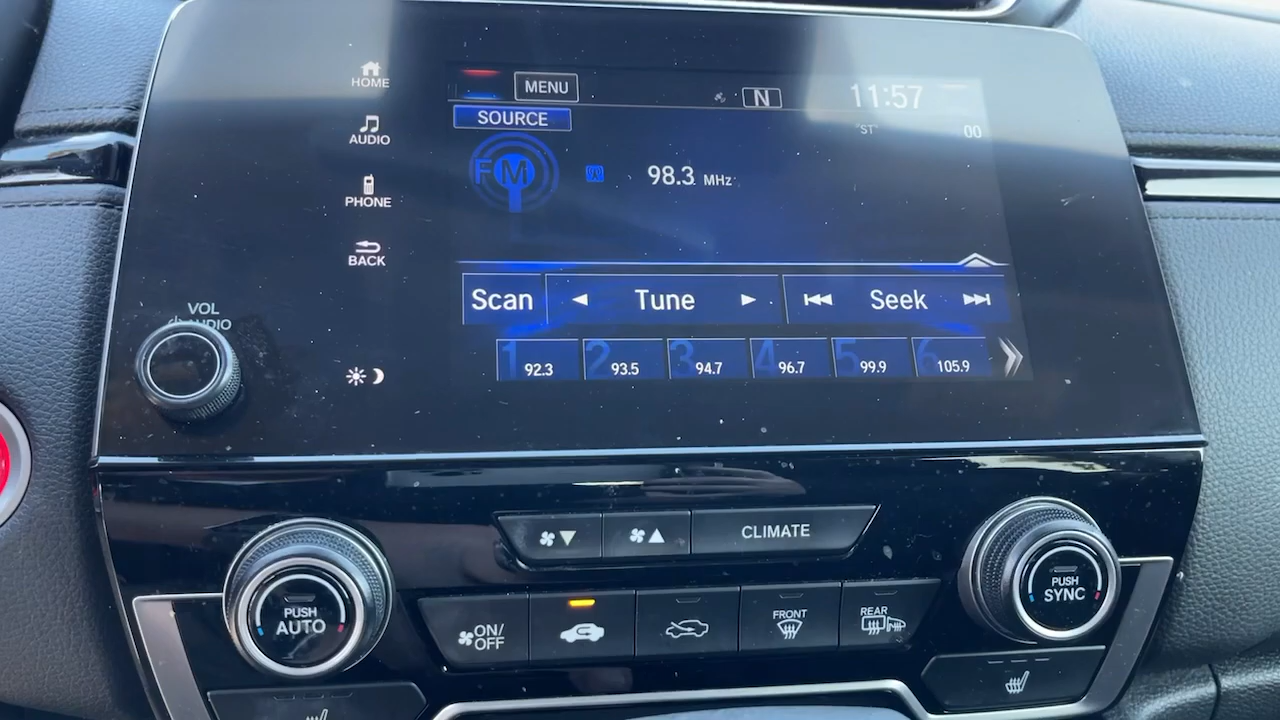 HOME
MENU
N
11:57
SOURCE
"ST"
00
AUDIO
FM
98.3 MHz
PHONE
BACK
Scan
Tune
Seek
VOL
AUDIO
1 92.3
2 93.5
3 94.7
4 96.7
5 99.9
6 105.9
CLIMATE
PUSH
AUTO
PUSH
SYNC
ON/
OFF
FRONT
REAR